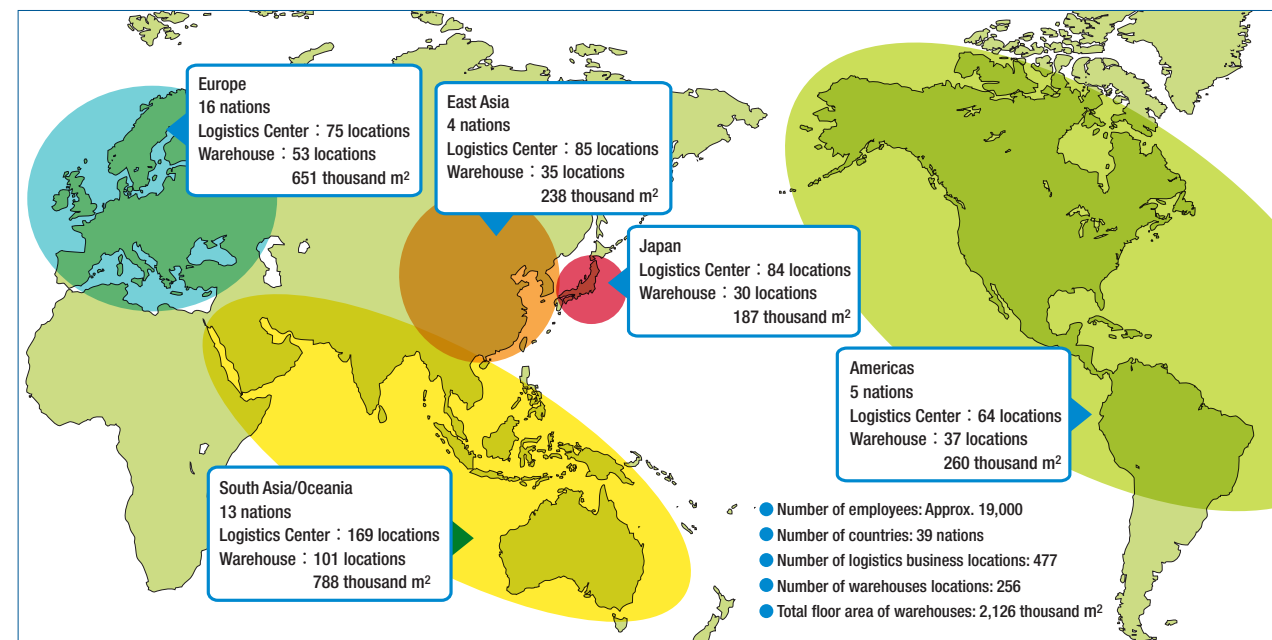 Europe
16 nations
Logistics Center：75 locations
Warehouse：53 locations
651 thousand m²
East Asia
4 nations
Logistics Center：85 locations
Warehouse：35 locations
238 thousand m²
Japan
Logistics Center：84 locations
Warehouse：30 locations
187 thousand m²
Americas
5 nations
Logistics Center：64 locations
Warehouse：37 locations
260 thousand m²
South Asia/Oceania
13 nations
Logistics Center：169 locations
Warehouse：101 locations
788 thousand m²
● Number of employees: Approx. 19,000
● Number of countries: 39 nations
● Number of logistics business locations: 477
● Number of warehouses locations: 256
● Total floor area of warehouses: 2,126 thousand m²